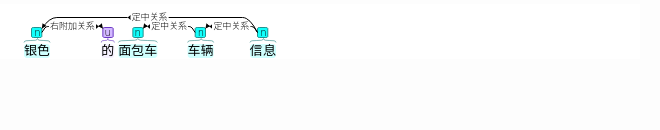 定中关系
右附加关系 定中关系 定中关系
n u n n n
银色 的 面包车 车辆 信息